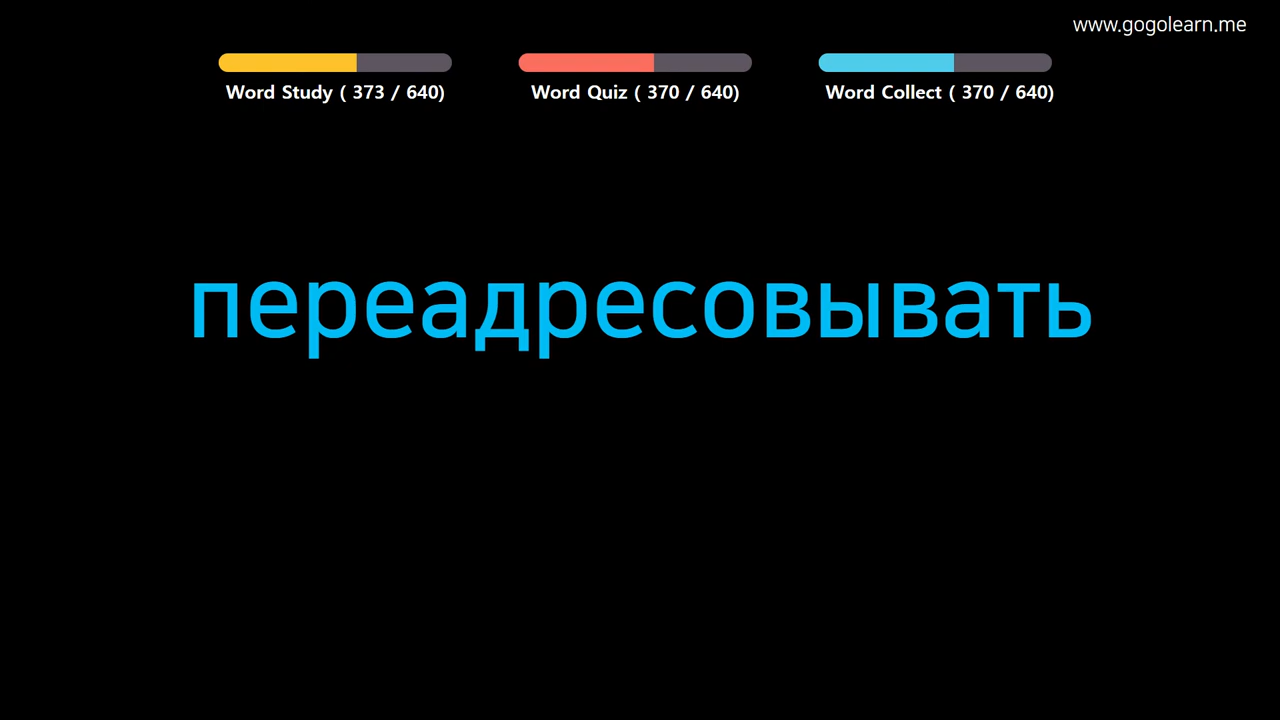 www.gogolearn.me
Word Study ( 373 / 640)
Word Quiz ( 370 / 640)
Word Collect ( 370 / 640)
переадресовывать